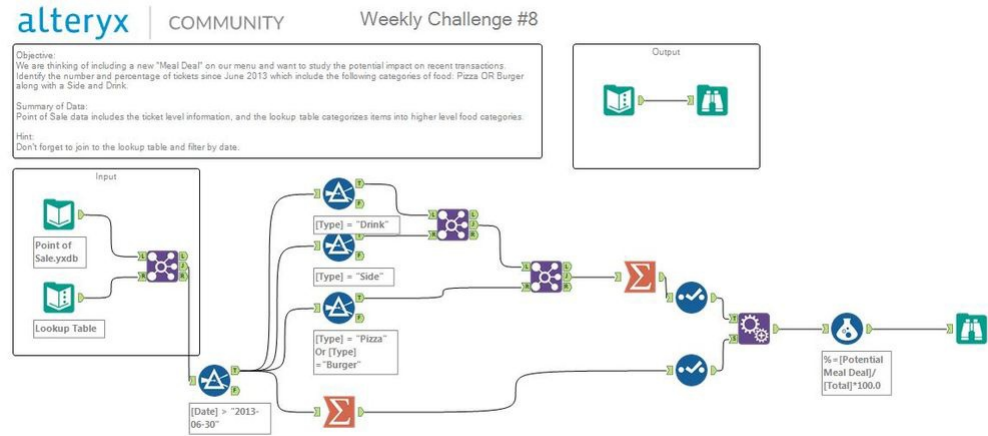 alteryx | COMMUNITY
Weekly Challenge #8
Objective:
We are thinking of including a new "Meal Deal" on our menu and want to study the potential impact on recent transactions.
Identify the number and percentage of tickets since June 2013 which include the following categories of food: Pizza OR Burger
along with a Side and Drink.
Summary of Data:
Point of Sale data includes the ticket level information, and the lookup table categorizes items into higher level food categories.
Hint:
Don't forget to join to the lookup table and filter by date.
Output
Input
Point of
Sale.yxdb
Lookup Table
[Type] = "Drink"
[Type] = "Side"
[Type] = "Pizza"
Or [Type]
="Burger"
[Date] > "2013-
06-30"
%=[Potential
Meal Deal]/
[Total]*100.0